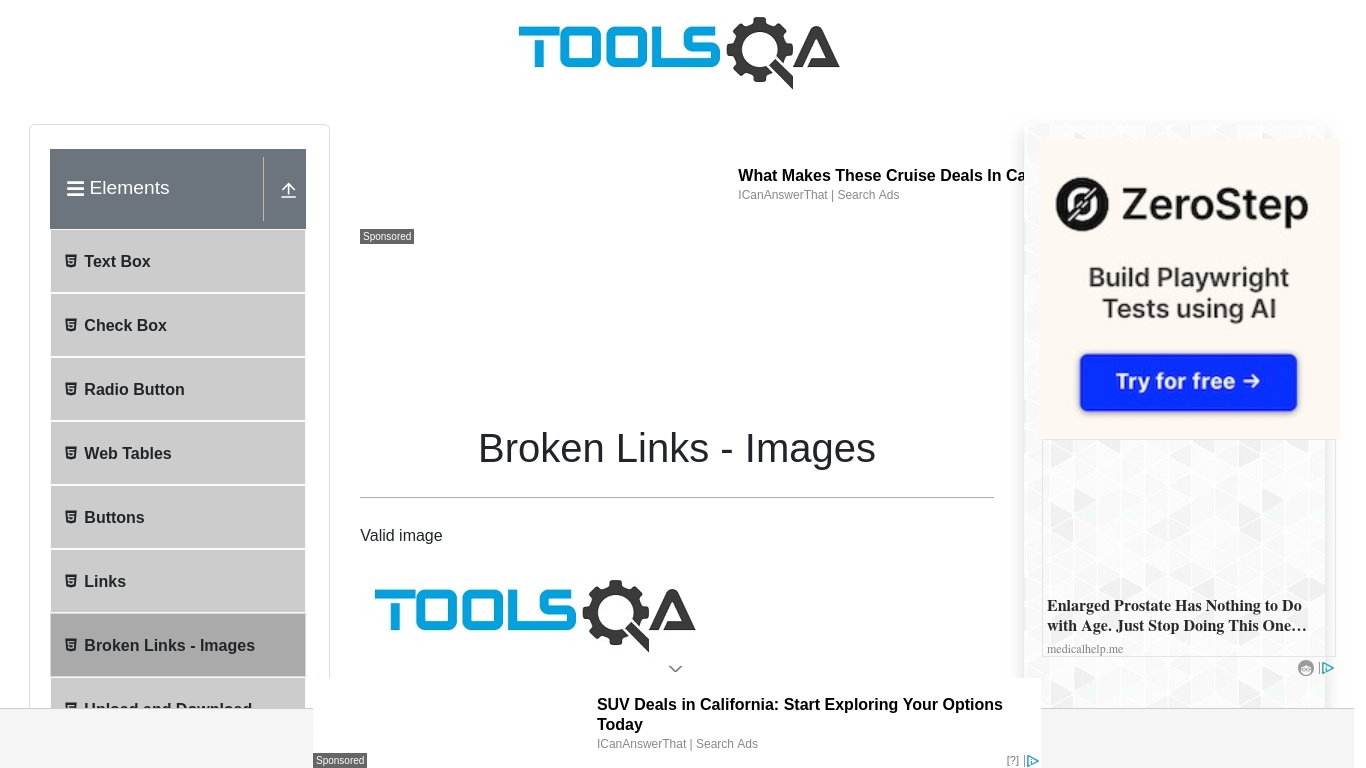 TOOLSQA
Elements
Text Box
Check Box
Radio Button
Web Tables
Buttons
Links
Broken Links - Images
Upload and Download
What Makes These Cruise Deals In Ca
ICanAnswerThat | Search Ads
Sponsored
Broken Links - Images
Valid image
TOOLSQA
ZeroStep
Build Playwright
Tests using AI
Try for free →
Enlarged Prostate Has Nothing to Do
with Age. Just Stop Doing This One...
medicalhelp.me
SUV Deals in California: Start Exploring Your Options
Today
ICanAnswerThat | Search Ads
Sponsored
[?]